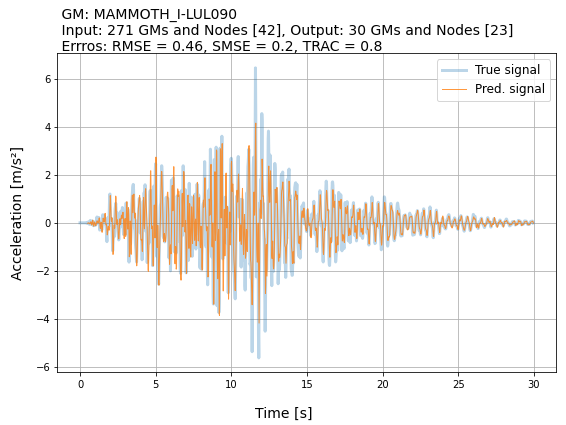 GM: MAMMOTH_I-LUL090
Input: 271 GMs and Nodes [42], Output: 30 GMs and Nodes [23]
Errros: RMSE = 0.46, SMSE = 0.2, TRAC = 0.8
True signal
Pred. signal
6
4
2
0
−2
−4
−6
Acceleration [m/s²]
0 5 10 15 20 25 30
Time [s]